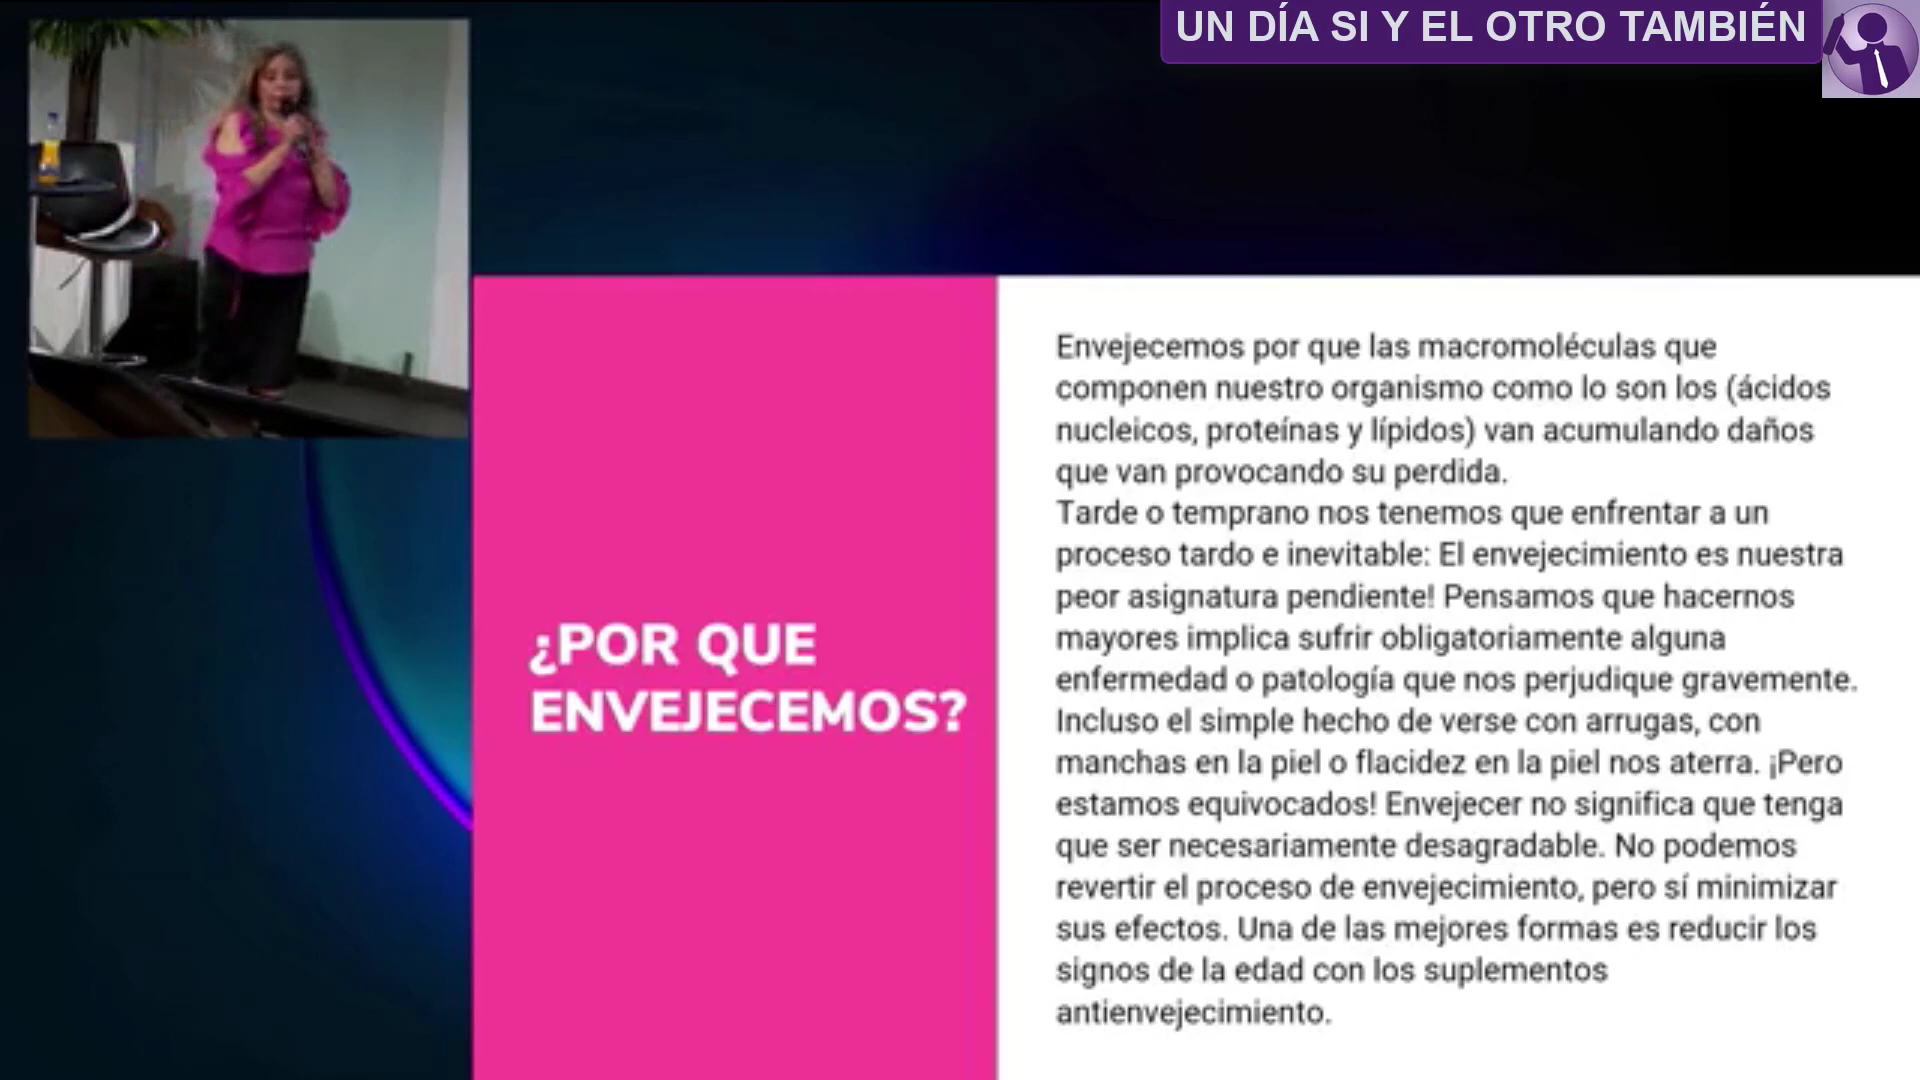 UN DÍA SI Y EL OTRO TAMBIÉN
¿POR QUE
ENVEJECEMOS?
Envejecemos por que las macromoléculas que
componen nuestro organismo como lo son los (ácidos
nucleicos, proteínas y lípidos) van acumulando daños
que van provocando su perdida.
Tarde o temprano nos tenemos que enfrentar a un
proceso tardo e inevitable: El envejecimiento es nuestra
peor asignatura pendiente! Pensamos que hacernos
mayores implica sufrir obligatoriamente alguna
enfermedad o patología que nos perjudique gravemente.
Incluso el simple hecho de verse con arrugas, con
manchas en la piel o flacidez en la piel nos aterra. ¡Pero
estamos equivocados! Envejecer no significa que tenga
que ser necesariamente desagradable. No podemos
revertir el proceso de envejecimiento, pero sí minimizar
sus efectos. Una de las mejores formas es reducir los
signos de la edad con los suplementos
antienvejecimiento.